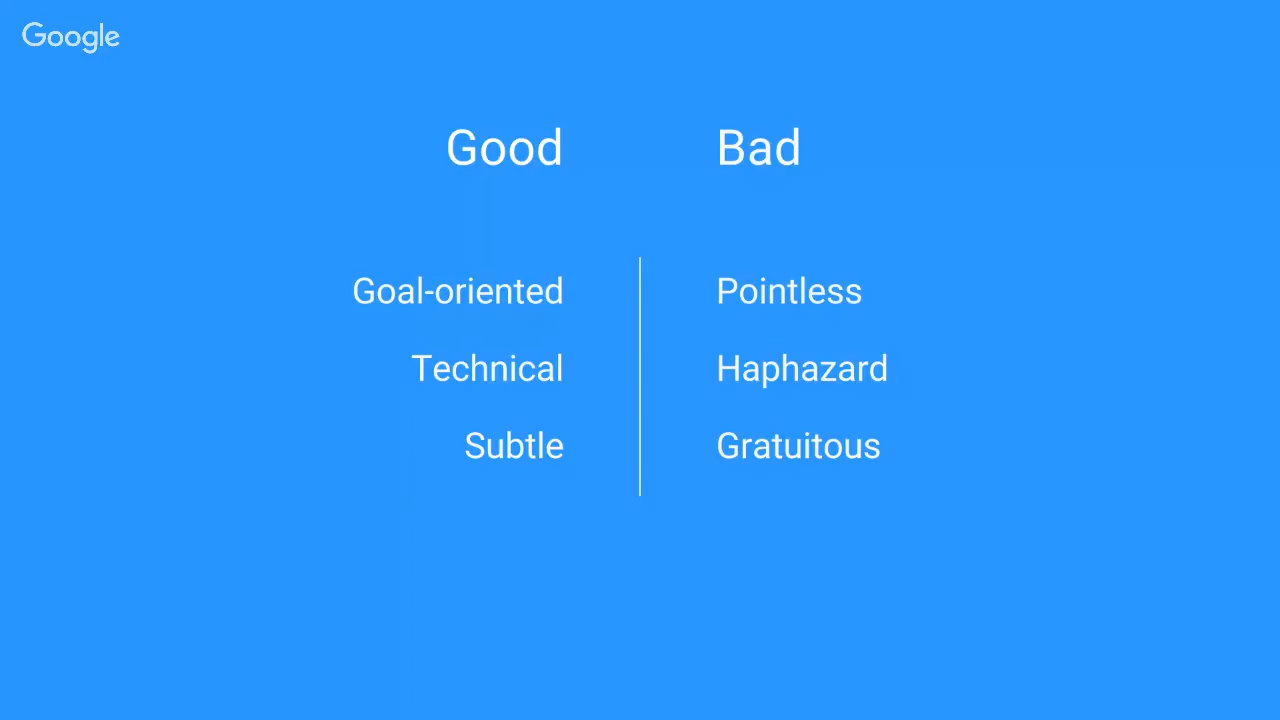 Google
Good Bad
Goal-oriented Pointless
Technical Haphazard
Subtle Gratuitous